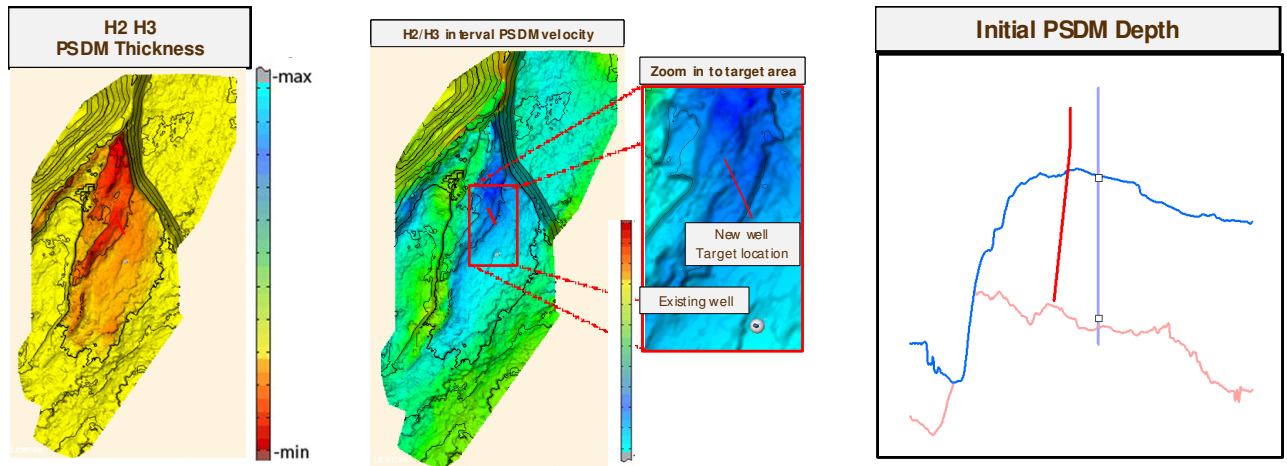 H2 H3
PSDM Thickness
-max
-min
H2/H3 interval PSDM velocity
Zoom in to target area
New well
Target location
Existing well
Initial PSDM Depth